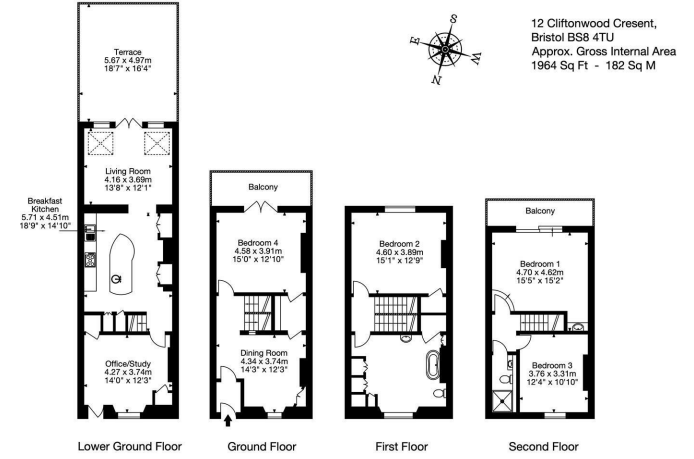 12 Cliftonwood Cresent,
Bristol BS8 4TU
Approx. Gross Internal Area
1964 Sq Ft - 182 Sq M
S
E
W
N
Terrace
5.67 x 4.97m
18'7" x 16'4"
Living Room
4.16 x 3.69m
13'8" x 12'1"
Breakfast
Kitchen
5.71 x 4.51m
18'9" x 14'10"
Office/Study
4.27 x 3.74m
14'0" x 12'3"
Lower Ground Floor
Balcony
Bedroom 4
4.58 x 3.91m
15'0" x 12'10"
Dining Room
4.34 x 3.74m
14'3" x 12'3"
Ground Floor
Bedroom 2
4.60 x 3.89m
15'1" x 12'9"
First Floor
Balcony
Bedroom 1
4.70 x 4.62m
15'5" x 15'2"
Bedroom 3
3.76 x 3.31m
12'4" x 10'10"
Second Floor